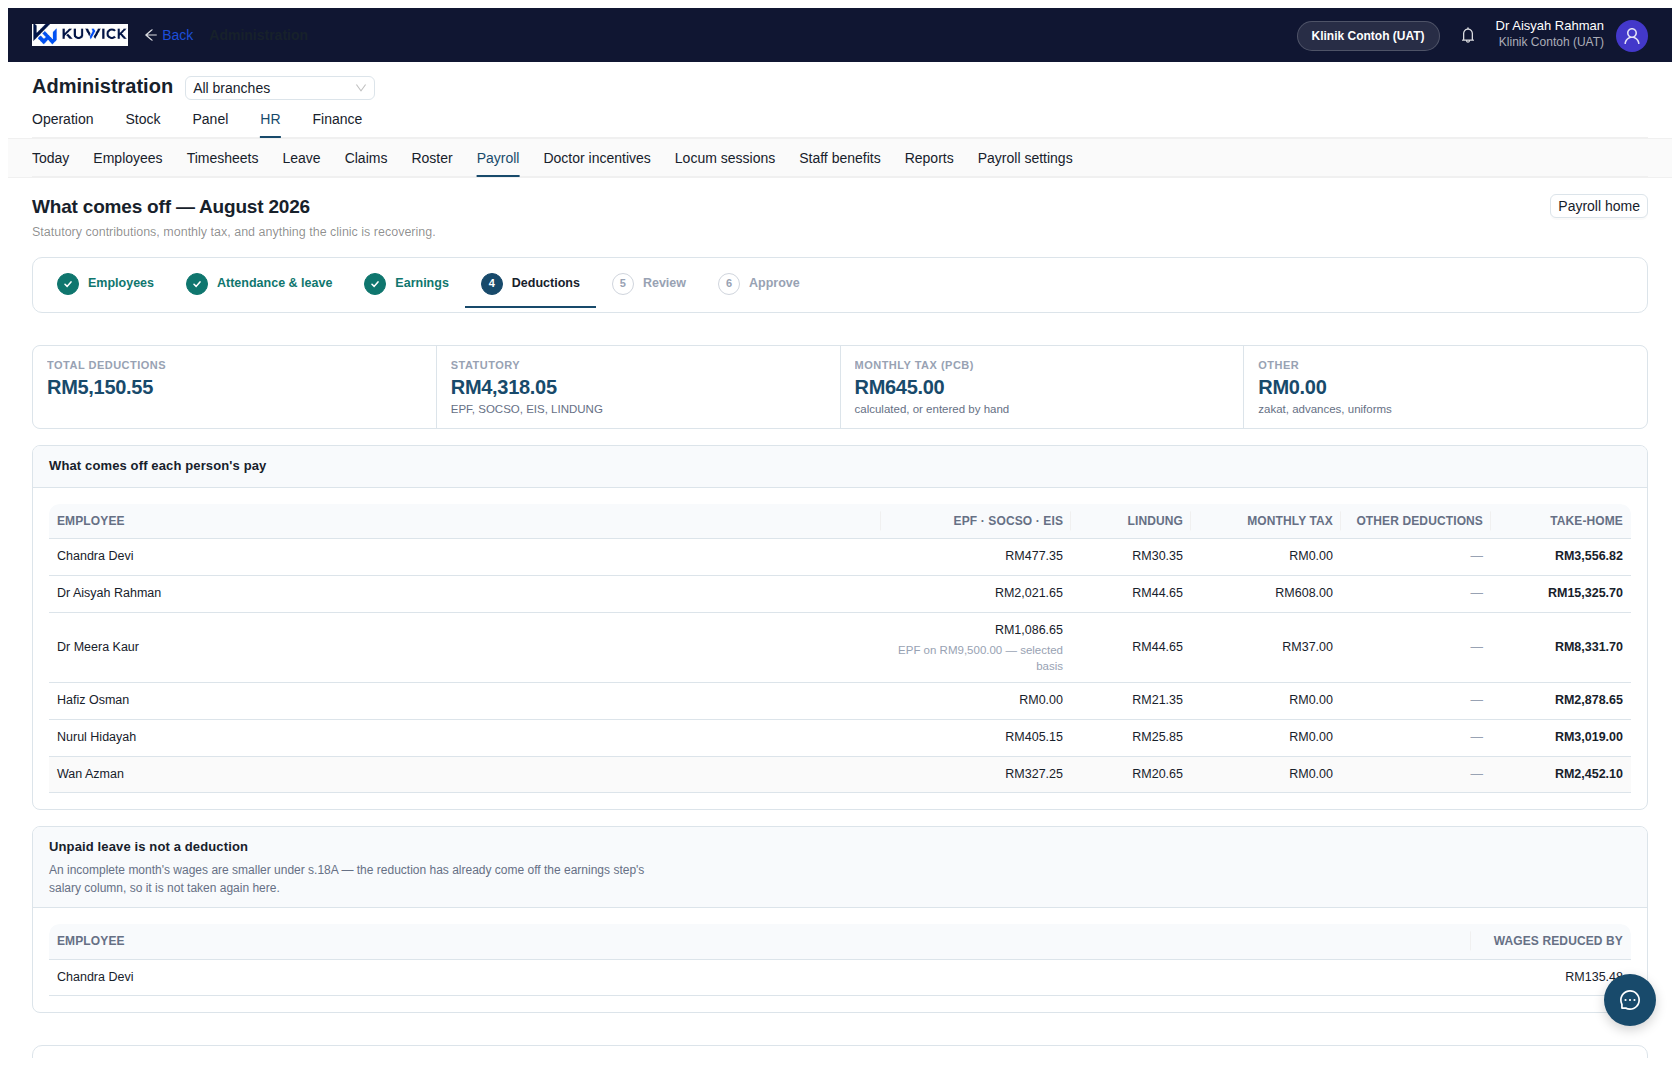 KUWICK
Back
Administration
Klinik Contoh (UAT)
Dr Aisyah Rahman
Klinik Contoh (UAT)
Administration
All branches
Operation
Stock
Panel
HR
Finance
Today
Employees
Timesheets
Leave
Claims
Roster
Payroll
Doctor incentives
Locum sessions
Staff benefits
Reports
Payroll settings
What comes off — August 2026
Payroll home
Statutory contributions, monthly tax, and anything the clinic is recovering.
Employees
Attendance & leave
Earnings
4 Deductions
5 Review
6 Approve
TOTAL DEDUCTIONS
RM5,150.55
STATUTORY
RM4,318.05
EPF, SOCSO, EIS, LINDUNG
MONTHLY TAX (PCB)
RM645.00
calculated, or entered by hand
OTHER
RM0.00
zakat, advances, uniforms
What comes off each person's pay
EMPLOYEE EPF · SOCSO · EIS LINDUNG MONTHLY TAX OTHER DEDUCTIONS TAKE-HOME
Chandra Devi RM477.35 RM30.35 RM0.00 — RM3,556.82
Dr Aisyah Rahman RM2,021.65 RM44.65 RM608.00 — RM15,325.70
Dr Meera Kaur RM1,086.65 RM44.65 RM37.00 — RM8,331.70
EPF on RM9,500.00 — selected
basis
Hafiz Osman RM0.00 RM21.35 RM0.00 — RM2,878.65
Nurul Hidayah RM405.15 RM25.85 RM0.00 — RM3,019.00
Wan Azman RM327.25 RM20.65 RM0.00 — RM2,452.10
Unpaid leave is not a deduction
An incomplete month's wages are smaller under s.18A — the reduction has already come off the earnings step's
salary column, so it is not taken again here.
EMPLOYEE WAGES REDUCED BY
Chandra Devi RM135.48